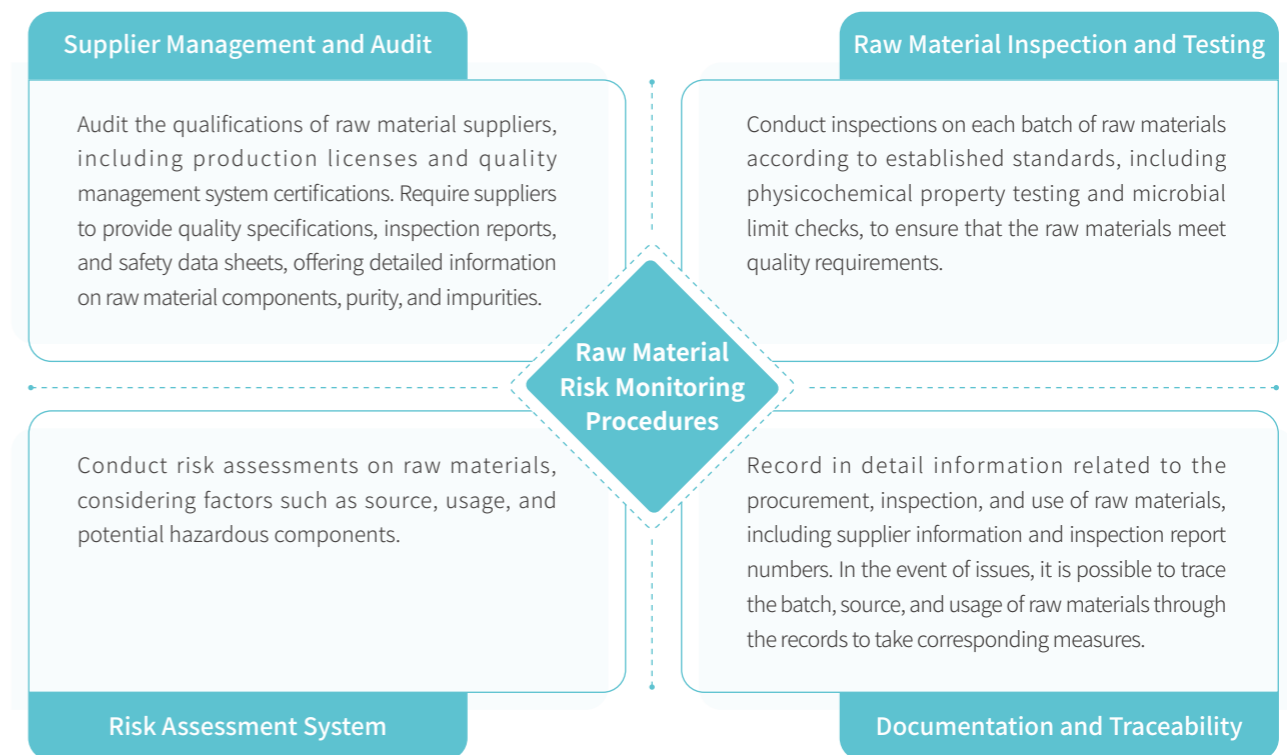 Supplier Management and Audit
Audit the qualifications of raw material suppliers,
including production licenses and quality
management system certifications. Require suppliers
to provide quality specifications, inspection reports,
and safety data sheets, offering detailed information
on raw material components, purity, and impurities.
Raw Material Inspection and Testing
Conduct inspections on each batch of raw materials
according to established standards, including
physicochemical property testing and microbial
limit checks, to ensure that the raw materials meet
quality requirements.
Raw Material
Risk Monitoring
Procedures
Conduct risk assessments on raw materials,
considering factors such as source, usage, and
potential hazardous components.
Risk Assessment System
Record in detail information related to the
procurement, inspection, and use of raw materials,
including supplier information and inspection report
numbers. In the event of issues, it is possible to trace
the batch, source, and usage of raw materials through
the records to take corresponding measures.
Documentation and Traceability